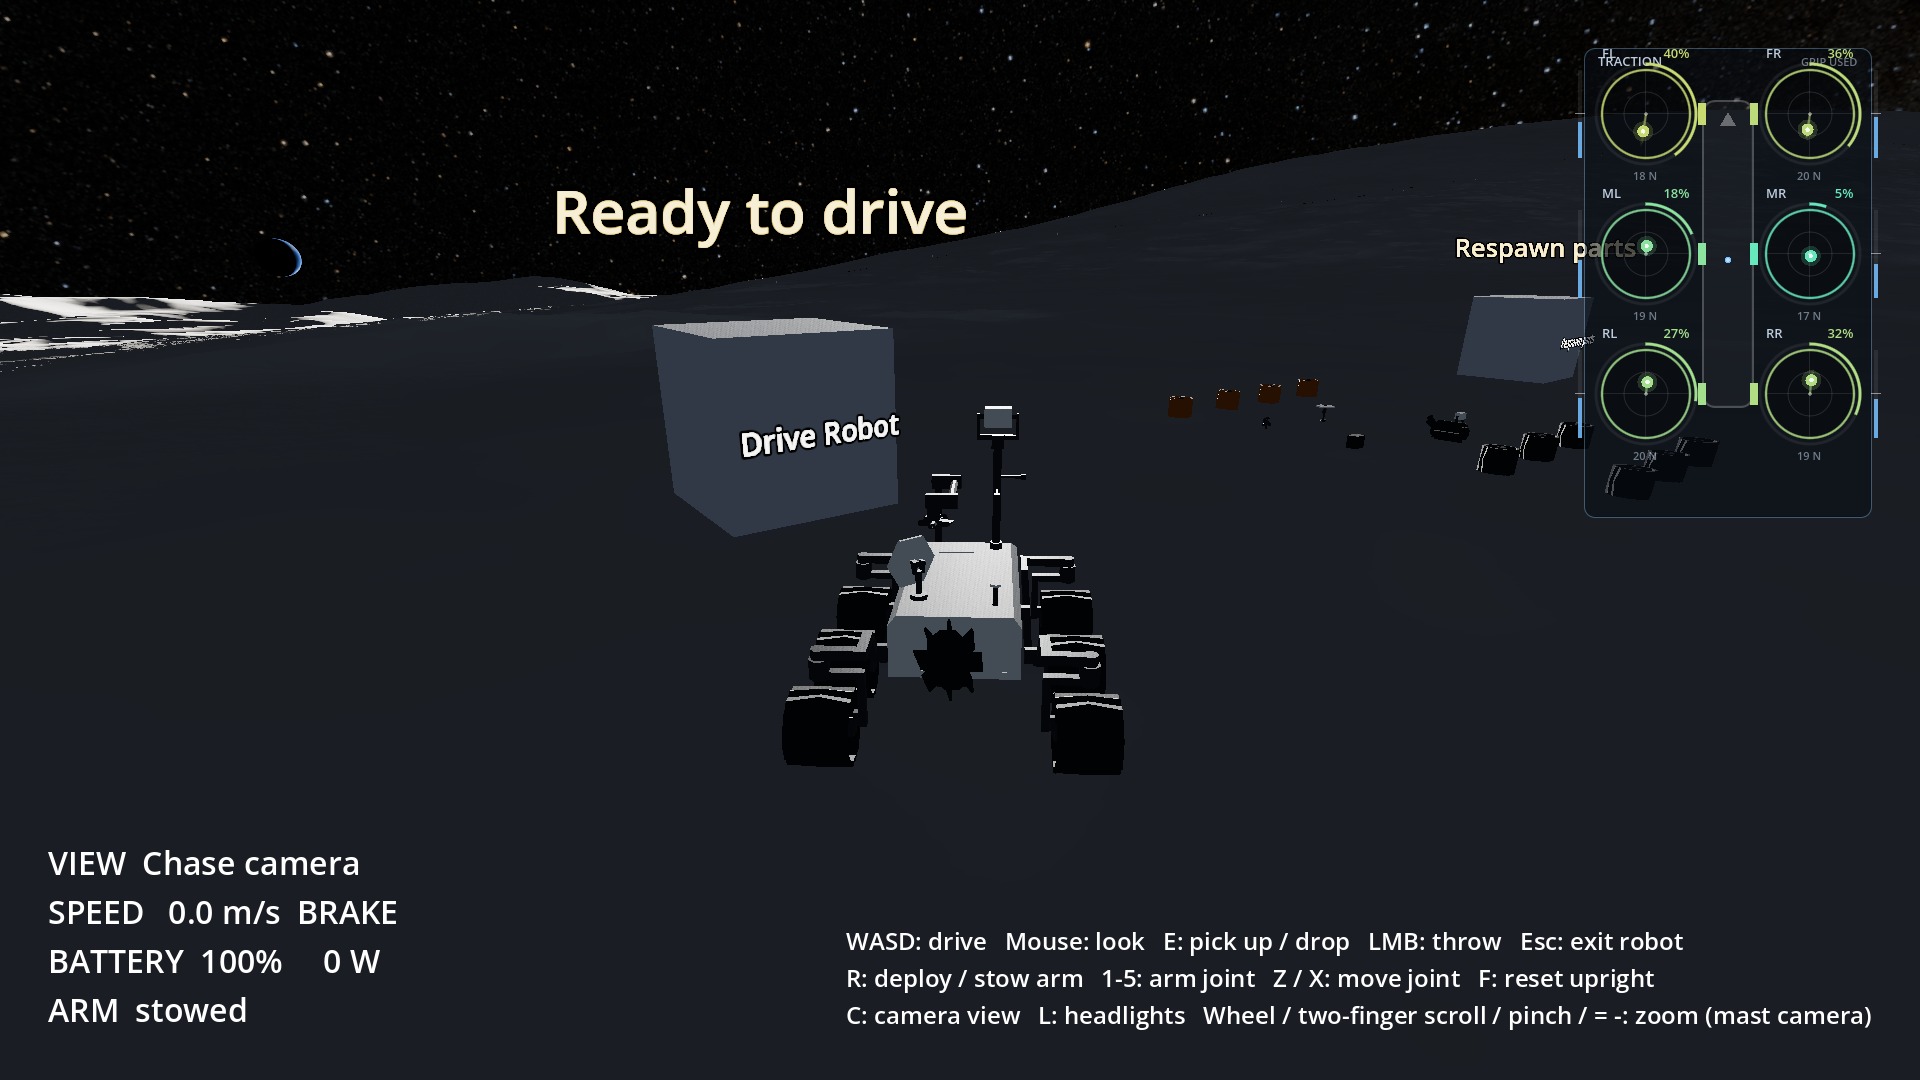 FL 40% FR 36%
TRACTION GRIP USED
18 N 20 N
ML 18% MR 5%
Ready to drive
Respawn parts
19 N 17 N
RL 27% RR 32%
Drive Robot
20 N 19 N
VIEW Chase camera
SPEED 0.0 m/s BRAKE
BATTERY 100% 0 W
ARM stowed
WASD: drive Mouse: look E: pick up / drop LMB: throw Esc: exit robot
R: deploy / stow arm 1-5: arm joint Z / X: move joint F: reset upright
C: camera view L: headlights Wheel / two-finger scroll / pinch / = -: zoom (mast camera)